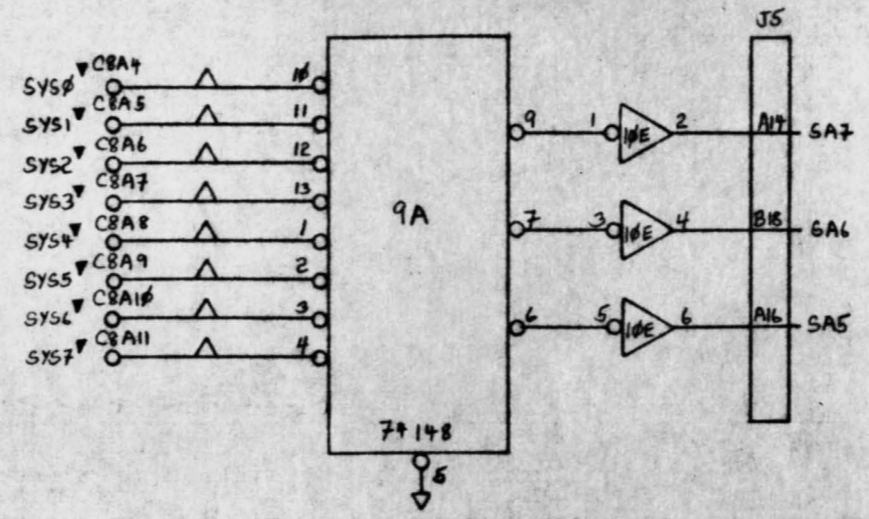 J5
SYSØ▼ C8A4 1Ø
SYS1▼ C8A5 11
SYS2▼ C8A6 12
SYS3▼ C8A7 13
SYS4▼ C8A8 1
SYS5▼ C8A9 2
SYS6▼ C8A1Ø 3
SYS7▼ C8A11 4
9A
74148
5
9 1 1ØE 2 A14 SA7
7 3 1ØE 4 B18 SA6
6 5 1ØE 6 A16 SA5